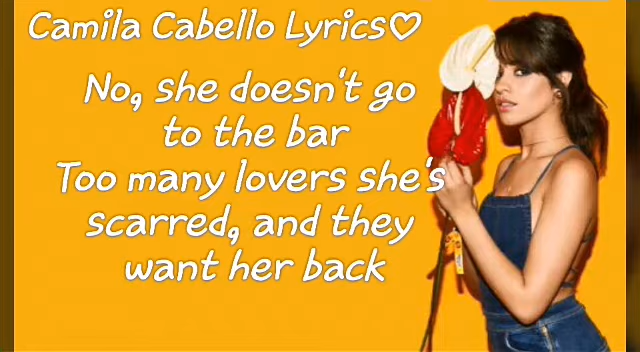 Camila Cabello Lyrics♡
No, she doesn't go
to the bar
Too many lovers she's
scarred, and they
want her back